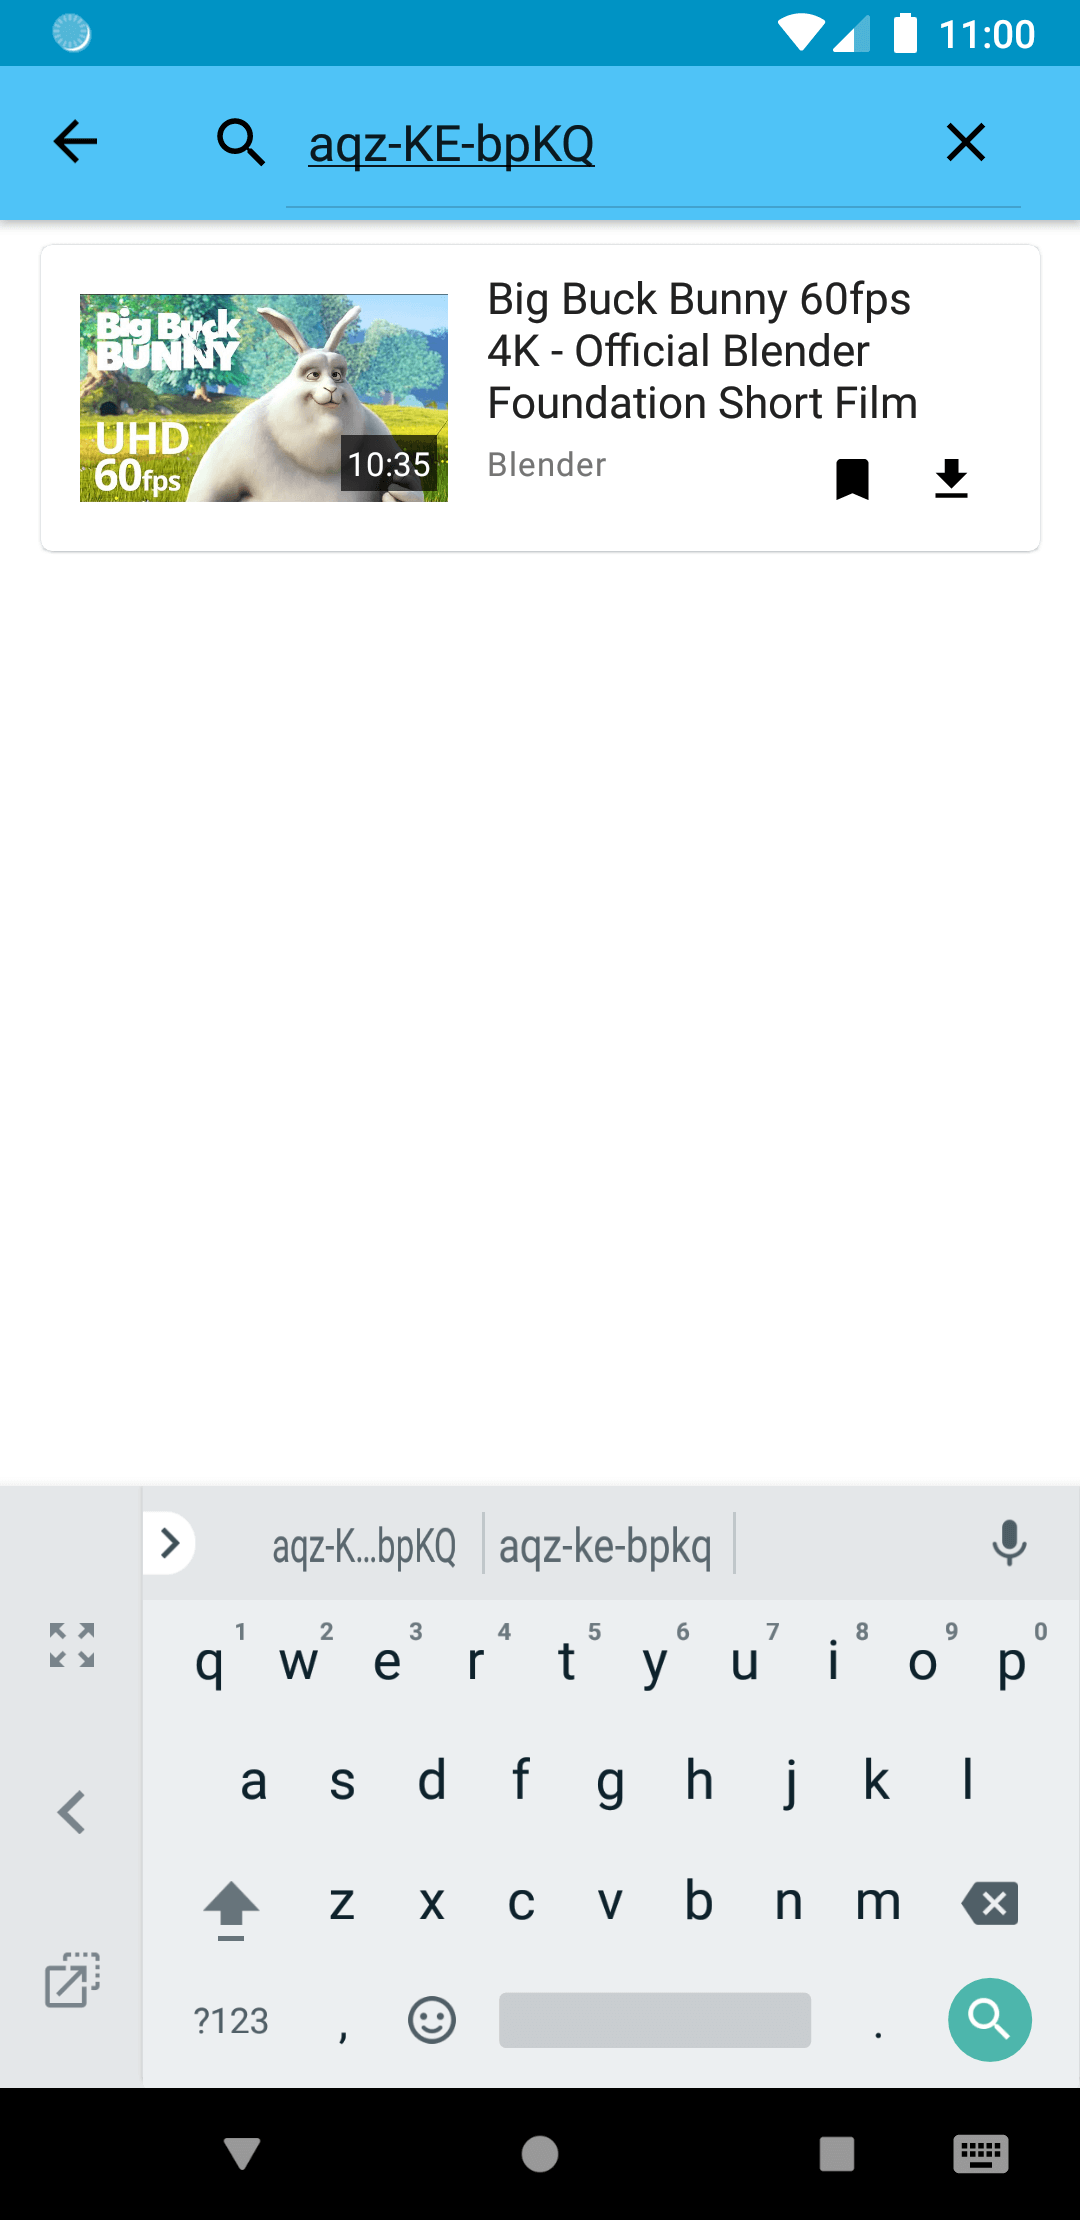 11:00
aqz-KE-bpKQ
Big Buck
BUNNY
UHD
60fps
10:35
Big Buck Bunny 60fps
4K - Official Blender
Foundation Short Film
Blender
aqz-K...bpKQ aqz-ke-bpkq
1 2 3 4 5 6 7 8 9 0
q w e r t y u i o p
a s d f g h j k l
z x c v b n m
?123 , .